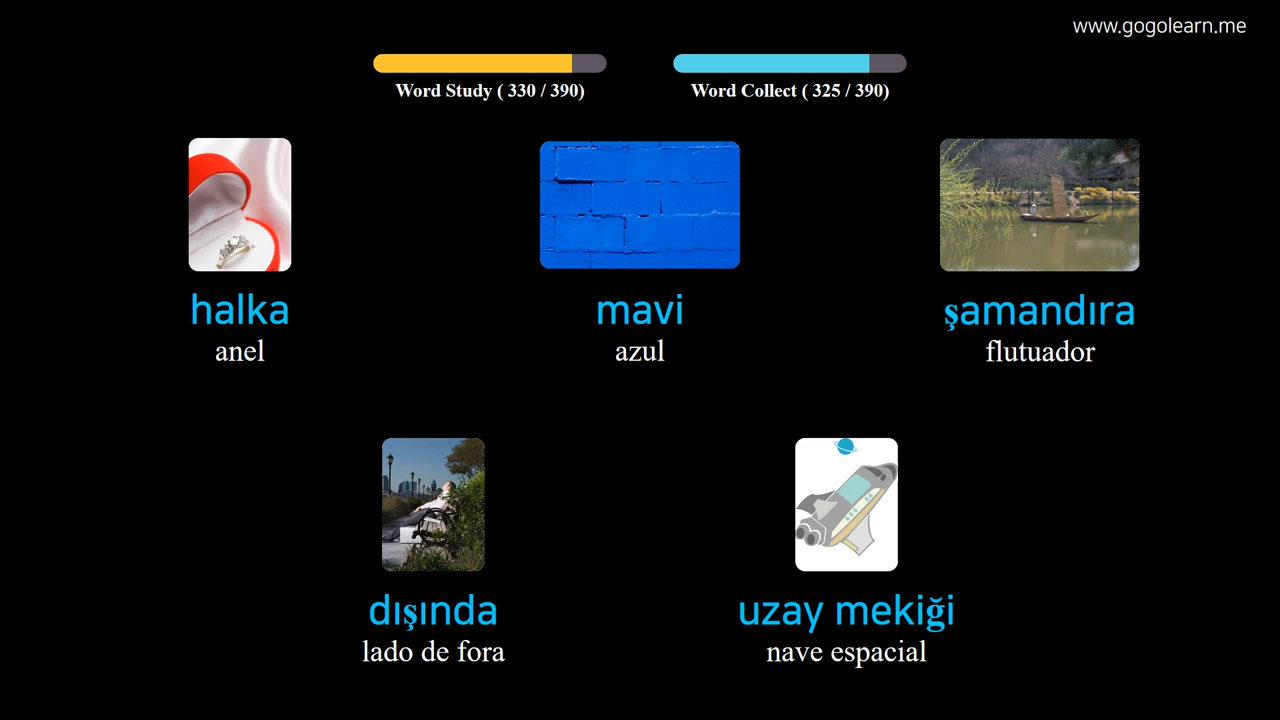 www.gogolearn.me
Word Study ( 330 / 390)
Word Collect ( 325 / 390)
halka
anel
mavi
azul
şamandıra
flutuador
dışında
lado de fora
uzay mekiği
nave espacial